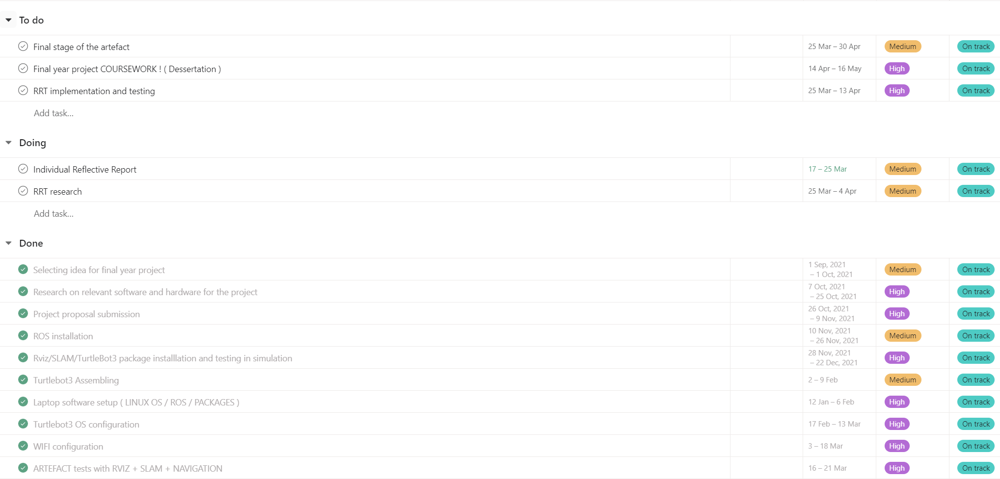 To do
Final stage of the artefact 25 Mar – 30 Apr Medium On track
Final year project COURSEWORK ! ( Dessertation ) 14 Apr – 16 May High On track
RRT implementation and testing 25 Mar – 13 Apr High On track
Add task...
Doing
Individual Reflective Report 17 – 25 Mar Medium On track
RRT research 25 Mar – 4 Apr Medium On track
Add task...
Done
Selecting idea for final year project 1 Sep, 2021 – 1 Oct, 2021 Medium On track
Research on relevant software and hardware for the project 7 Oct, 2021 – 25 Oct, 2021 High On track
Project proposal submission 26 Oct, 2021 – 9 Nov, 2021 High On track
ROS installation 10 Nov, 2021 – 26 Nov, 2021 Medium On track
Rviz/SLAM/TurtleBot3 package installlation and testing in simulation 28 Nov, 2021 – 22 Dec, 2021 High On track
Turtlebot3 Assembling 2 – 9 Feb Medium On track
Laptop software setup ( LINUX OS / ROS / PACKAGES ) 12 Jan – 6 Feb High On track
Turtlebot3 OS configuration 17 Feb – 13 Mar High On track
WIFI configuration 3 – 18 Mar High On track
ARTEFACT tests with RVIZ + SLAM + NAVIGATION 16 – 21 Mar High On track